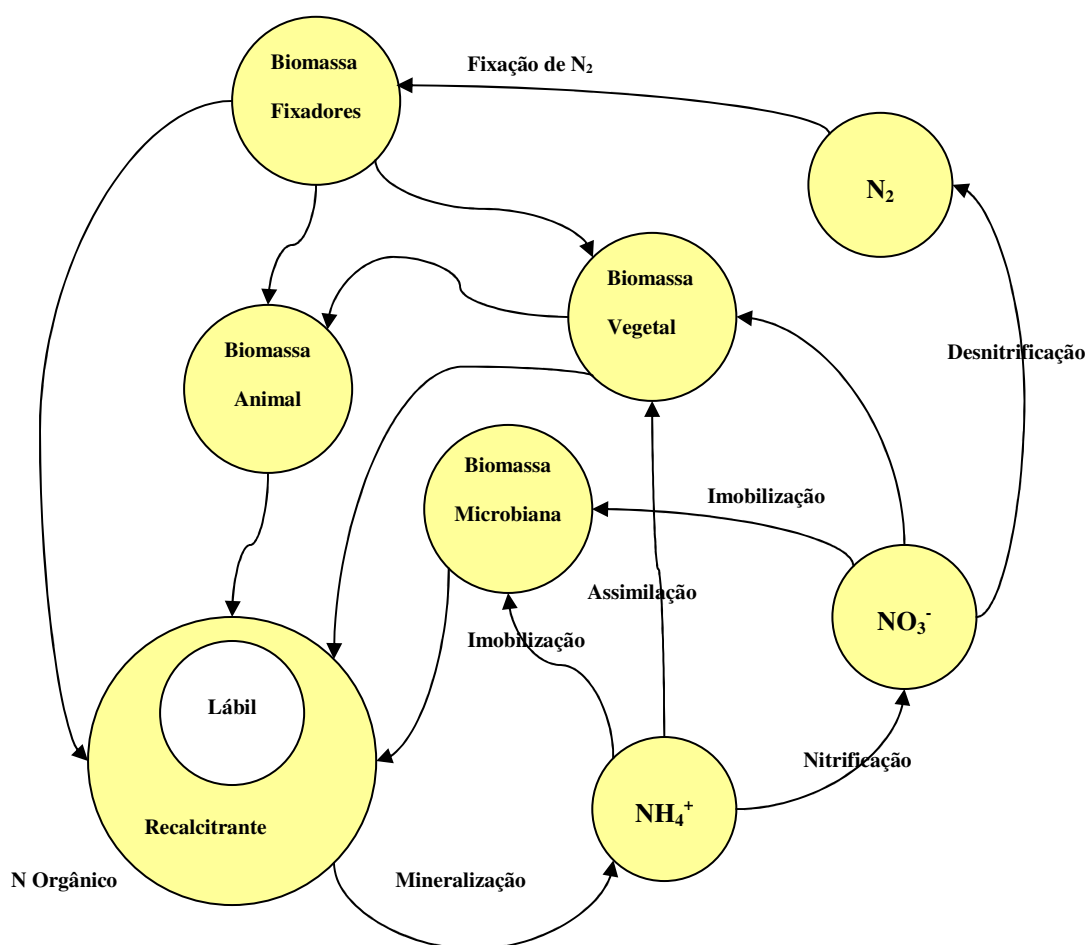 Biomassa
Fixadores
Fixação de N₂
N₂
Biomassa
Vegetal
Biomassa
Animal
Desnitrificação
Biomassa
Microbiana
Imobilização
Assimilação
NO₃⁻
Imobilização
Lábil
Nitrificação
NH₄⁺
Recalcitrante
N Orgânico
Mineralização